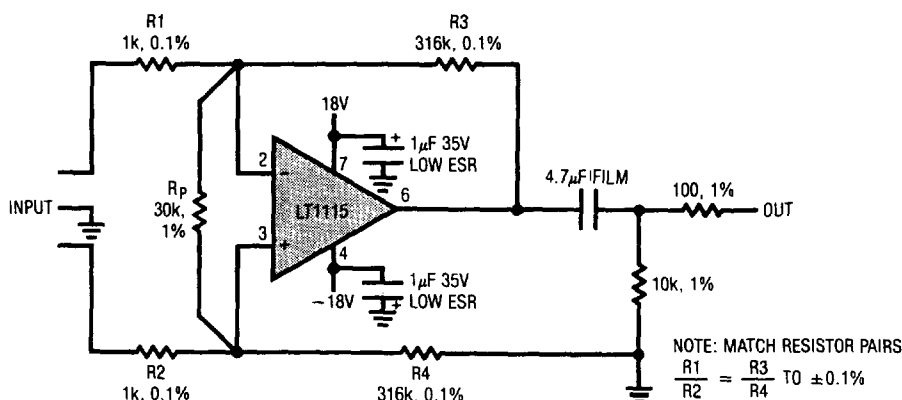 R1
1k, 0.1%
R3
316k, 0.1%
18V
+
1μF 35V
LOW ESR
2
-
7
4.7μF FILM
6
100, 1%
OUT
INPUT
RP
30k,
1%
LT1115
3
+
4
1μF 35V
+
LOW ESR
~18V
10k, 1%
R2
1k, 0.1%
R4
316k, 0.1%
NOTE: MATCH RESISTOR PAIRS
R1/R2 = R3/R4 TO ±0.1%